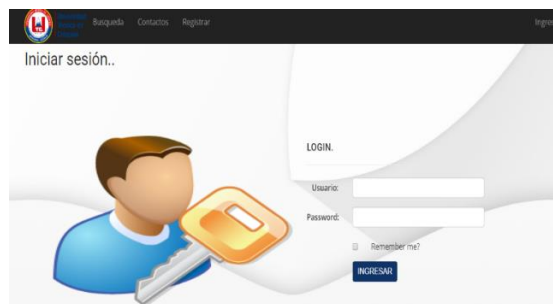 Busqueda Contactos Registrar
Iniciar sesión..
LOGIN.
Usuario:
Password:
Remember me?
INGRESAR